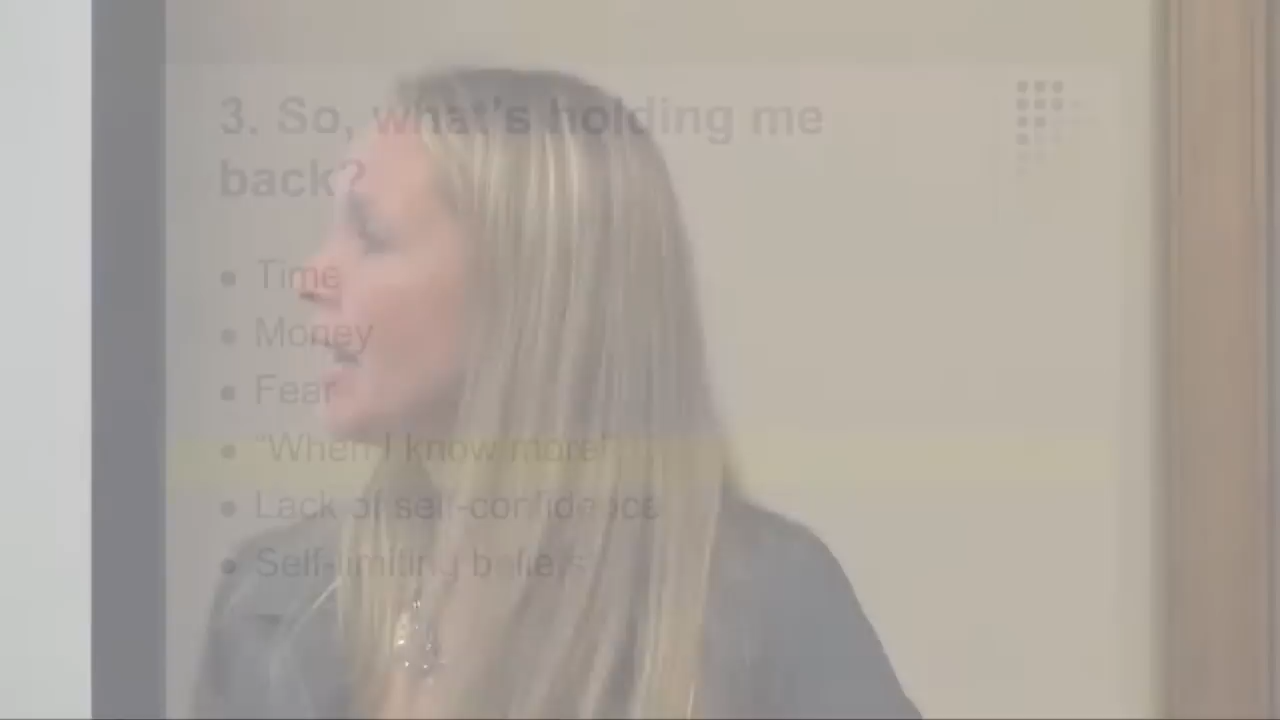 3. So, what's holding me
back?
• Time
• Money
• Fear
• "When I know more"
• Lack of self-confidence
• Self-limiting beliefs